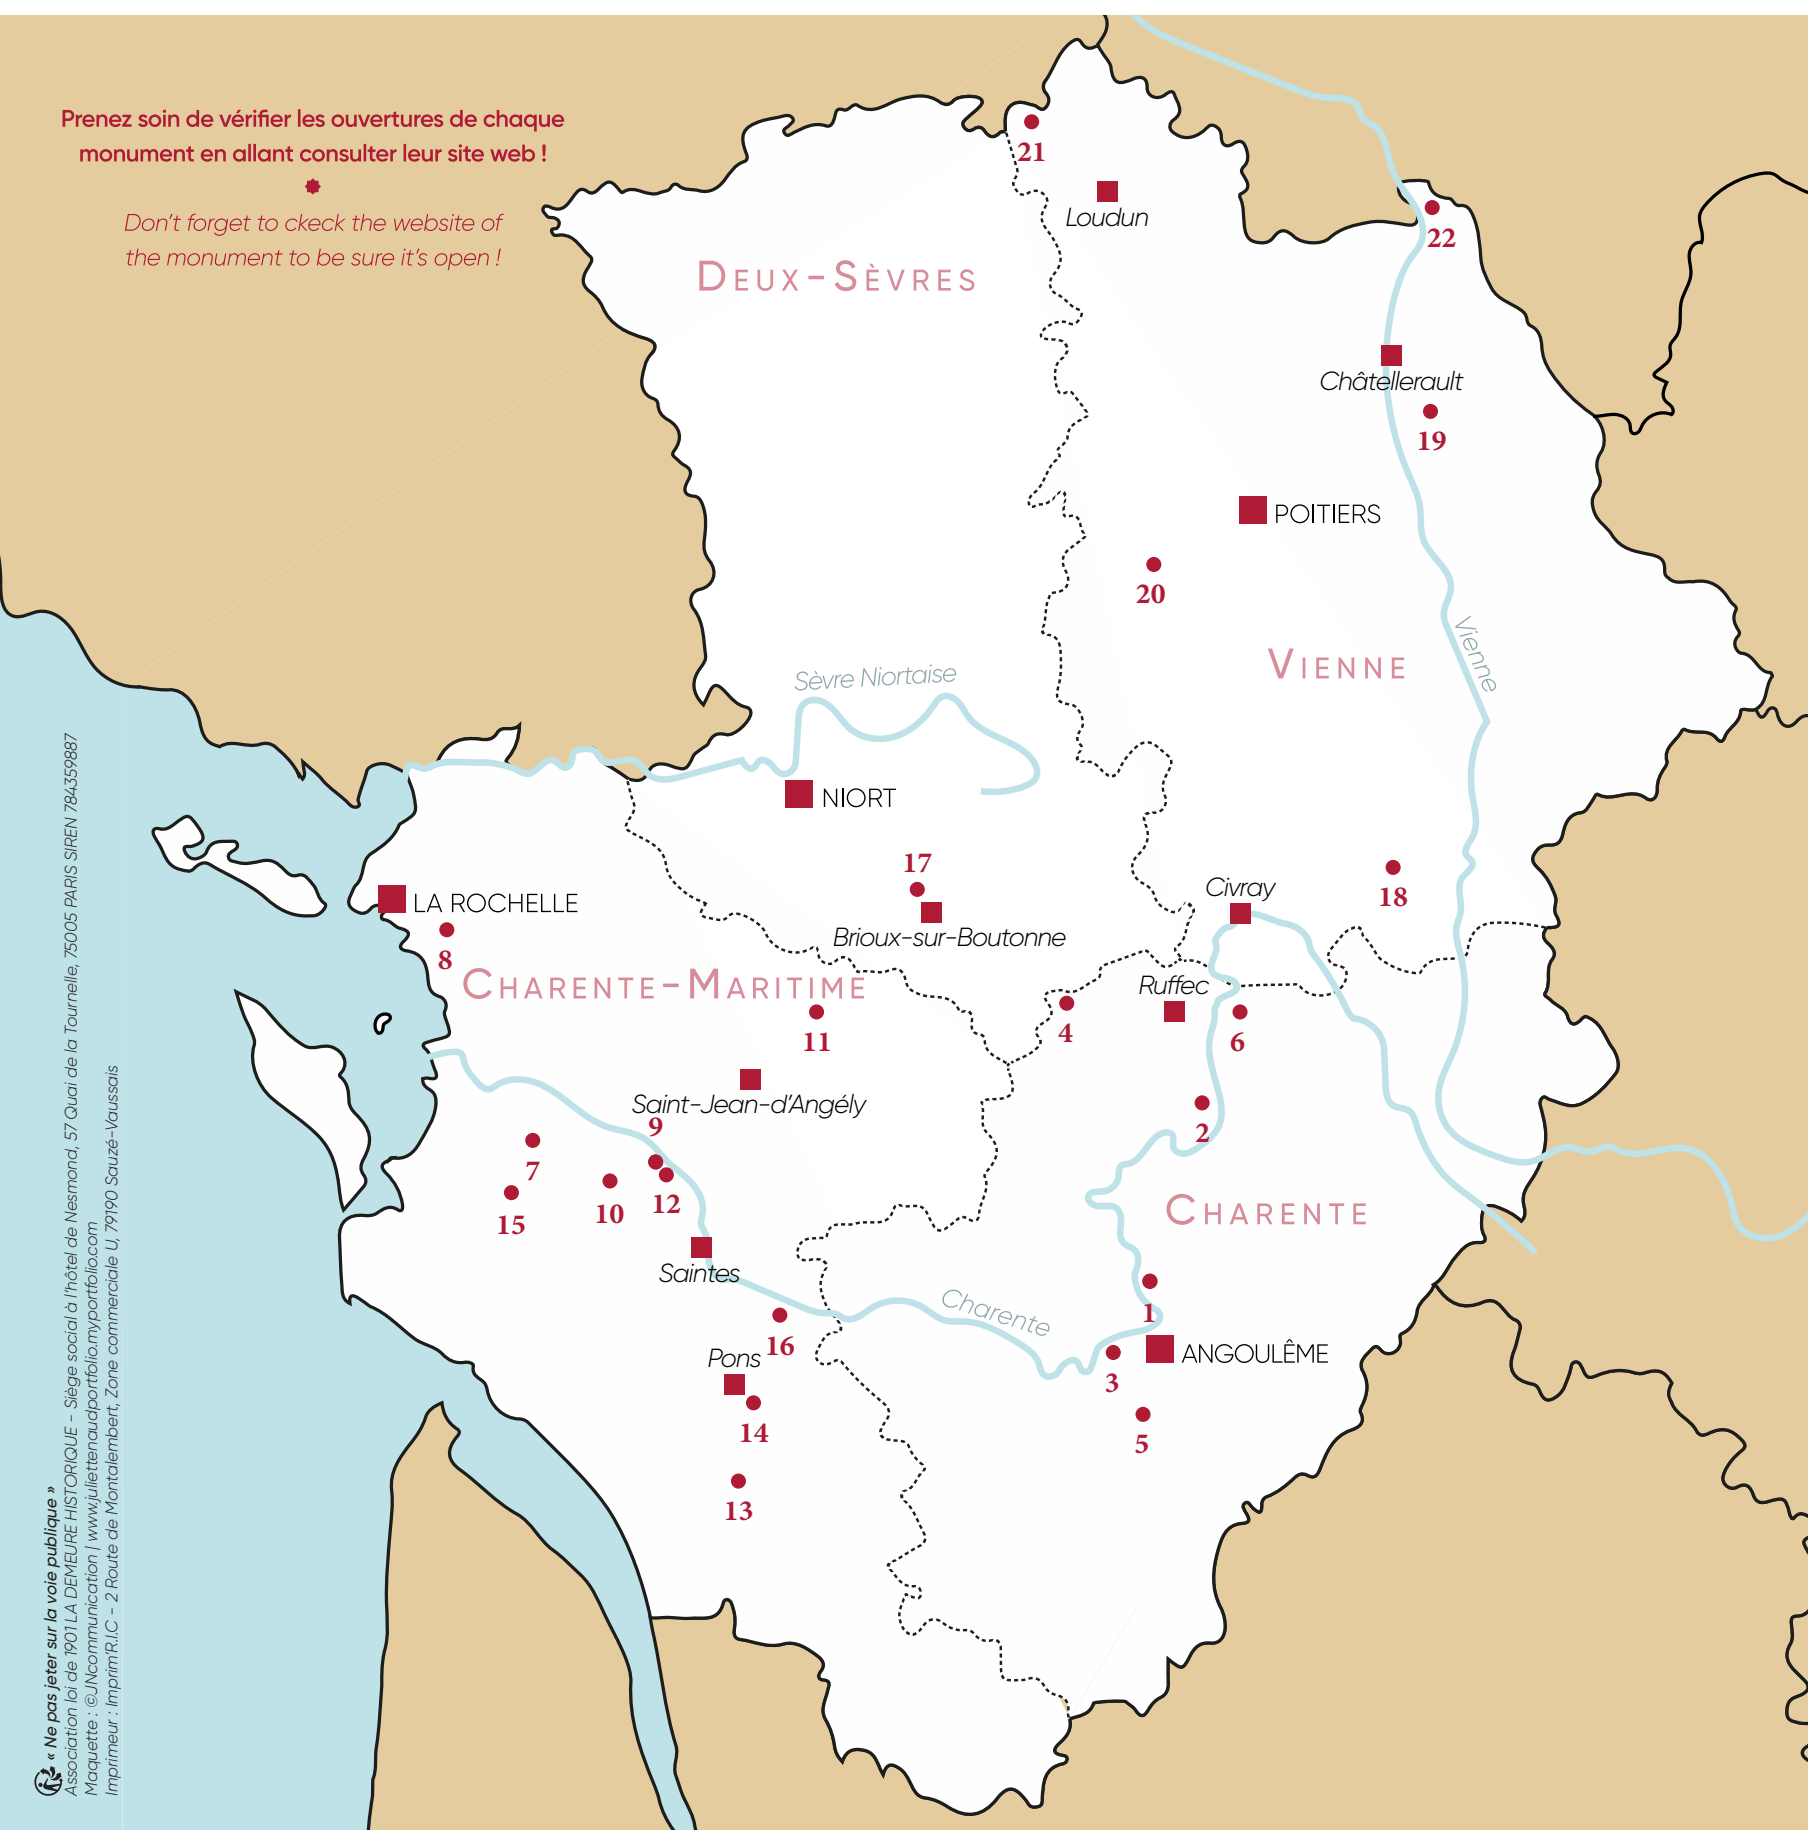 Prenez soin de vérifier les ouvertures de chaque
monument en allant consulter leur site web !
Don't forget to ckeck the website of
the monument to be sure it's open !
21
Loudun
22
DEUX-SÈVRES
Châtellerault
19
POITIERS
20
VIENNE
Vienne
Sèvre Niortaise
NIORT
17
Brioux-sur-Boutonne
Civray
18
LA ROCHELLE
8
CHARENTE-MARITIME
11
4
Ruffec
6
Saint-Jean-d'Angély
9
2
7
10
12
15
CHARENTE
Saintes
Charente
1
16
Pons
ANGOULÊME
3
14
5
13
« Ne pas jeter sur la voie publique »
Association loi de 1901 LA DEMEURE HISTORIQUE - Siège social à l'hôtel de Nesmond, 57 Quai de la Tournelle, 75005 PARIS SIREN 784359887
Maquette : ©JNcommunication | www.juliettenaudportfolio.myportfolio.com
Imprimeur : Imprim'R.I.C - 2 Route de Montalembert, Zone commerciale U, 79190 Sauzé-Vaussais